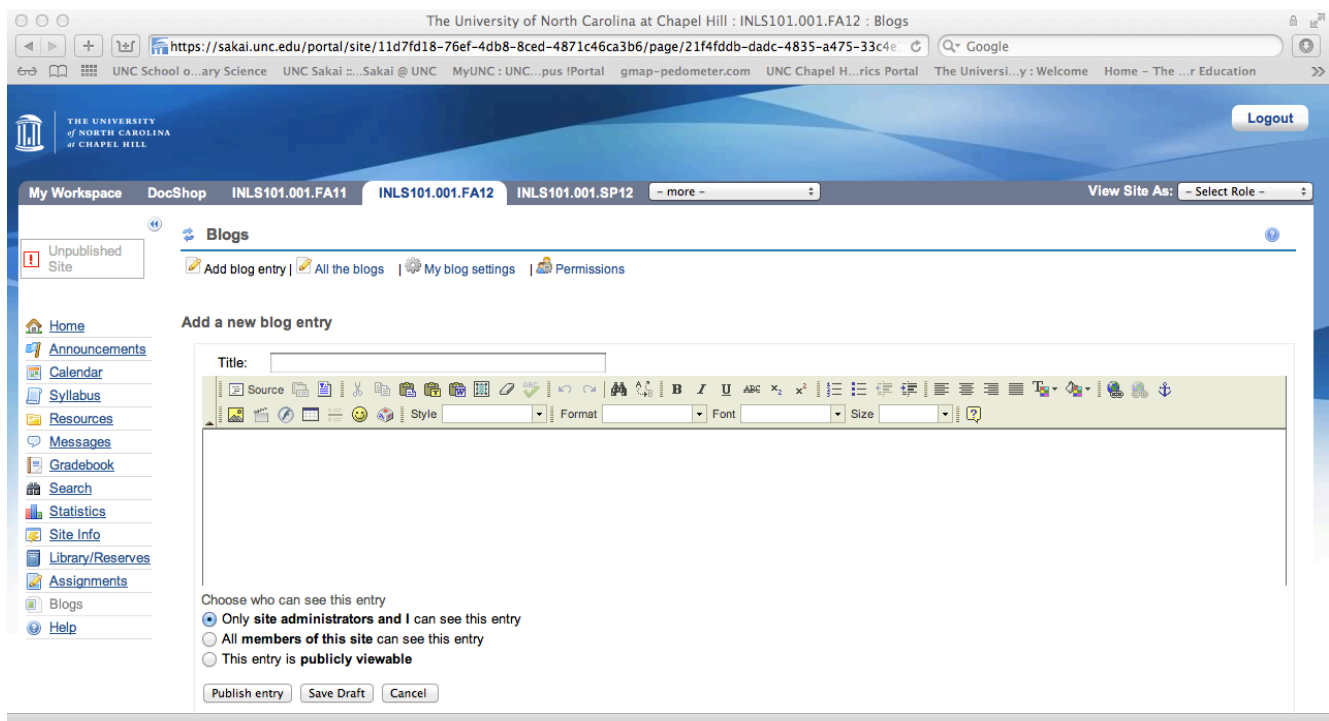 The University of North Carolina at Chapel Hill : INLS101.001.FA12 : Blogs
https://sakai.unc.edu/portal/site/11d7fd18-76ef-4db8-8ced-4871c46ca3b6/page/21f4fddb-dadc-4835-a475-33c4e Google
UNC School o...ary Science UNC Sakai ::...Sakai @ UNC MyUNC : UNC...pus !Portal gmap-pedometer.com UNC Chapel H...rics Portal The Universi...y : Welcome Home – The ...r Education
THE UNIVERSITY
of NORTH CAROLINA
at CHAPEL HILL
Logout
My Workspace DocShop INLS101.001.FA11 INLS101.001.FA12 INLS101.001.SP12 - more - View Site As: - Select Role -
Unpublished
Site
Blogs
Add blog entry | All the blogs | My blog settings | Permissions
Home
Announcements
Calendar
Syllabus
Resources
Messages
Gradebook
Search
Statistics
Site Info
Library/Reserves
Assignments
Blogs
Help
Add a new blog entry
Title:
Source B I U ABC x₂ x²
Style Format Font Size
Choose who can see this entry
Only site administrators and I can see this entry
All members of this site can see this entry
This entry is publicly viewable
Publish entry Save Draft Cancel